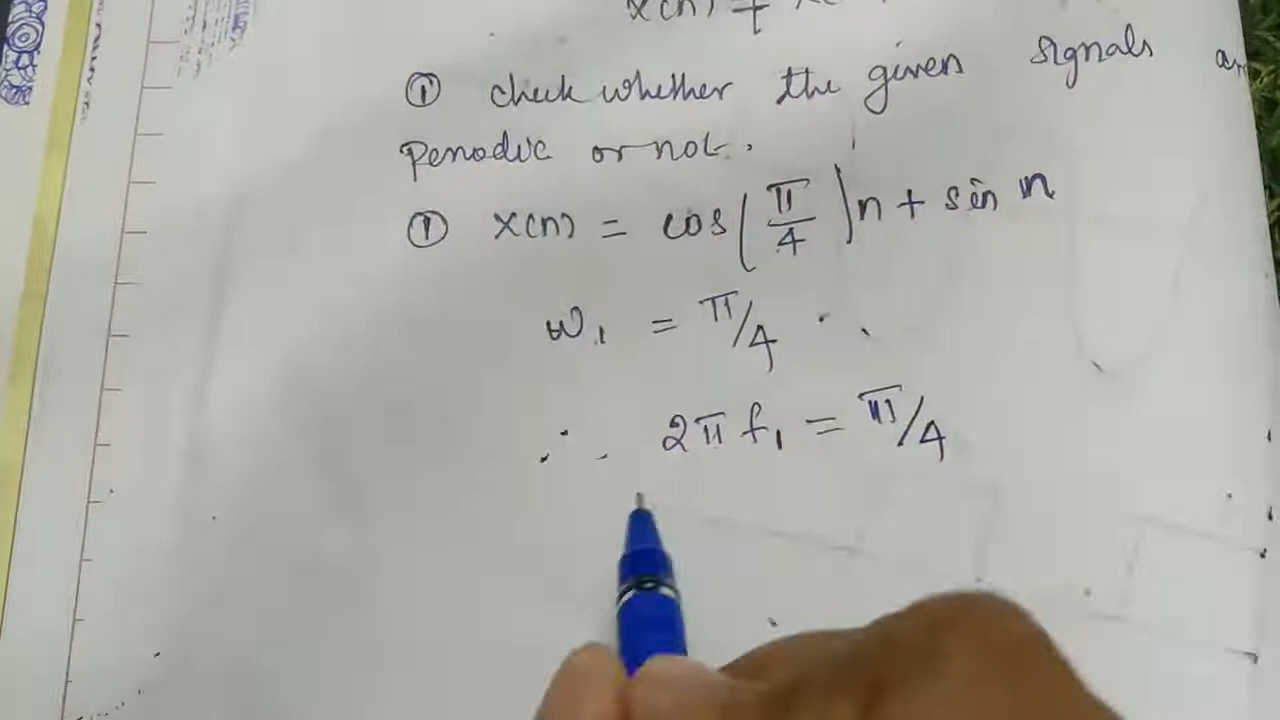 x(n) +
① check whether the given signals
periodic or not.
① x(n) = cos(π/4)n + sin n
ω₁ = π/4
∴ 2π f₁ = π/4